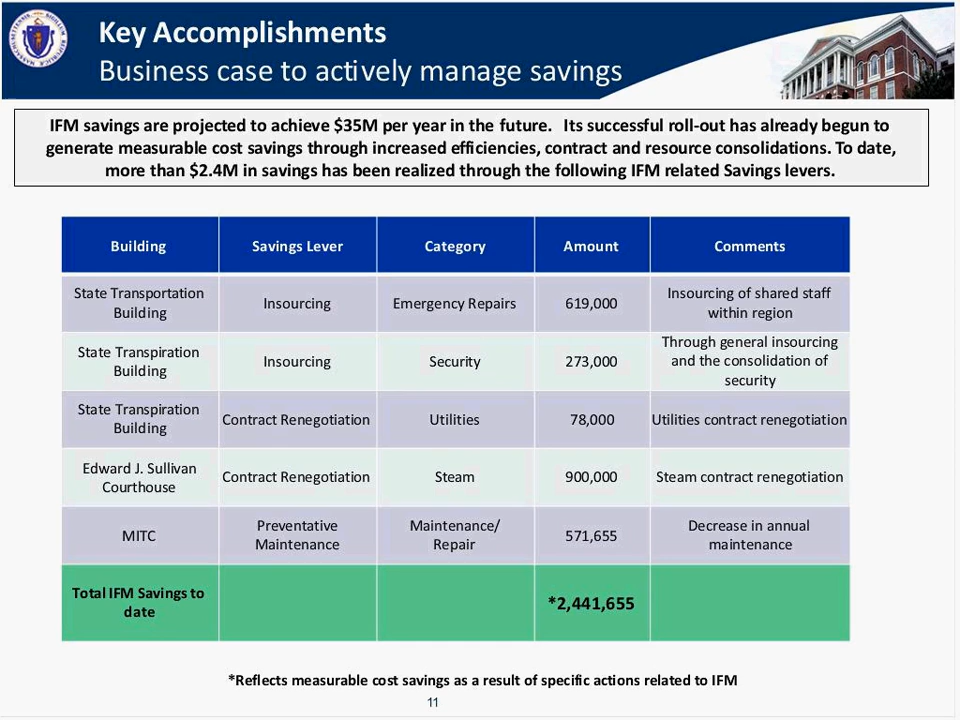 Key Accomplishments
Business case to actively manage savings
IFM savings are projected to achieve $35M per year in the future.   Its successful roll-out has already begun to
generate measurable cost savings through increased efficiencies, contract and resource consolidations. To date,
more than $2.4M in savings has been realized through the following IFM related Savings levers.
Building Savings Lever Category Amount Comments
State Transportation
Building
Insourcing
Emergency Repairs
619,000
Insourcing of shared staff
within region
State Transpiration
Building
Insourcing
Security
273,000
Through general insourcing
and the consolidation of
security
State Transpiration
Building
Contract Renegotiation
Utilities
78,000
Utilities contract renegotiation
Edward J. Sullivan
Courthouse
Contract Renegotiation
Steam
900,000
Steam contract renegotiation
MITC
Preventative
Maintenance
Maintenance/
Repair
571,655
Decrease in annual
maintenance
Total IFM Savings to
date
*2,441,655
*Reflects measurable cost savings as a result of specific actions related to IFM
11